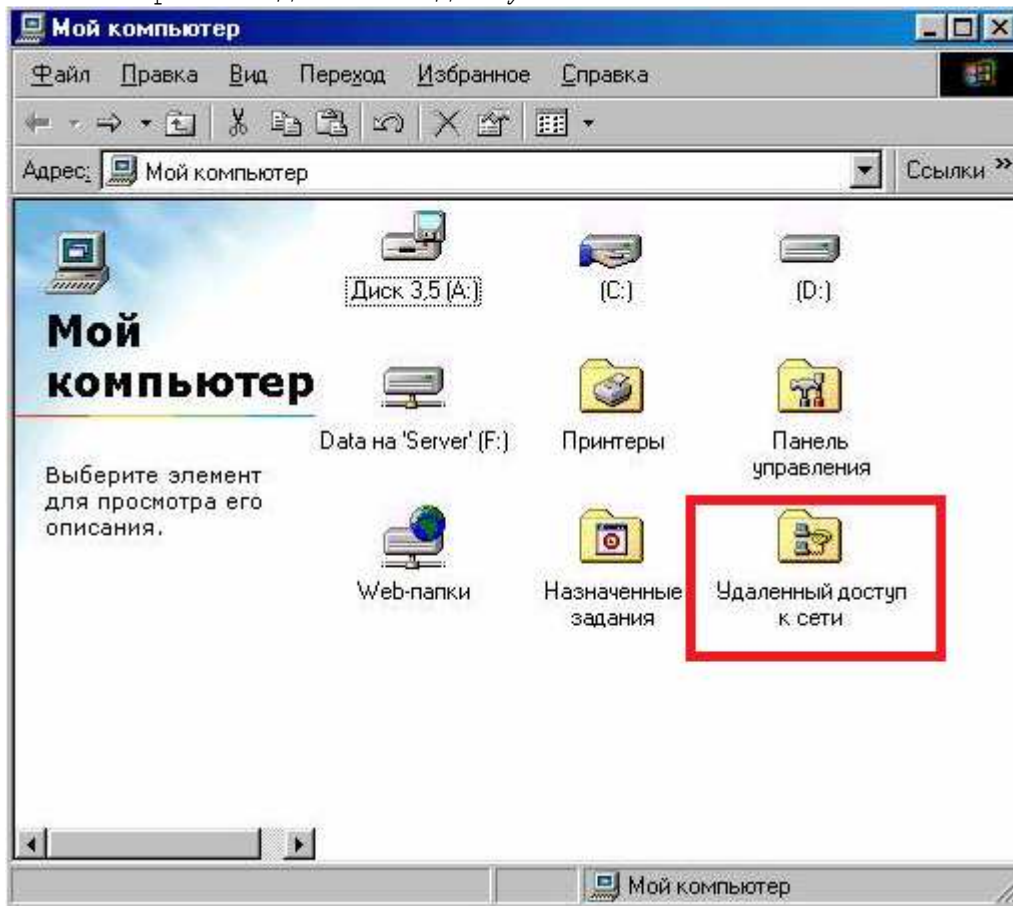 Мой компьютер
Файл Правка Вид Переход Избранное Справка
Адрес: Мой компьютер Ссылки »
Диск 3,5 (A:) (C:) (D:)
Мой
компьютер
Data на 'Server' (F:) Принтеры Панель
управления
Выберите элемент
для просмотра его
описания.
Web-папки Назначенные
задания Удаленный доступ
к сети
Мой компьютер